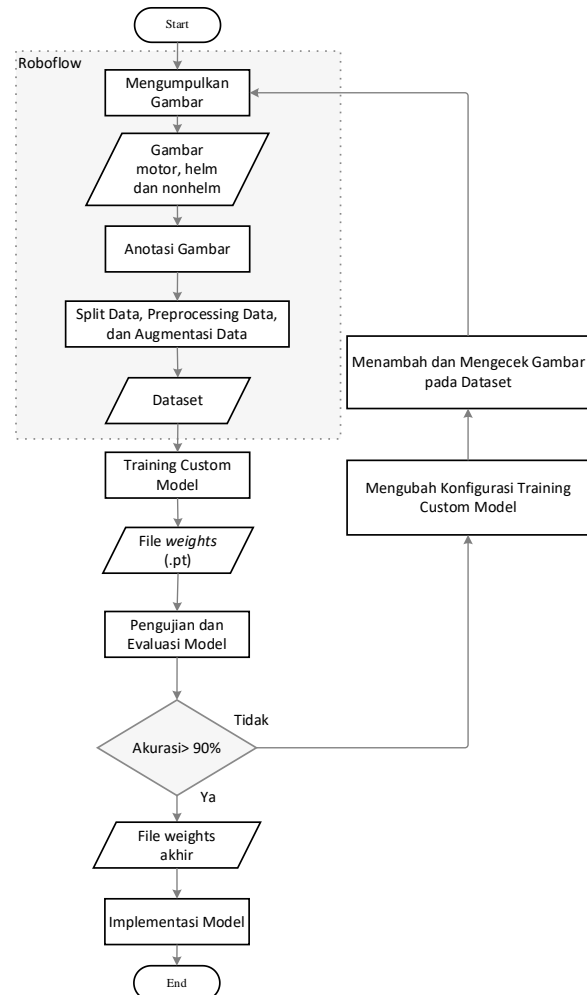 Start
Roboflow
Mengumpulkan
Gambar
Gambar
motor, helm
dan nonhelm
Anotasi Gambar
Split Data, Preprocessing Data,
dan Augmentasi Data
Dataset
Training Custom
Model
File weights
(.pt)
Pengujian dan
Evaluasi Model
Akurasi> 90%
Tidak
Mengubah Konfigurasi Training
Custom Model
Menambah dan Mengecek Gambar
pada Dataset
Ya
File weights
akhir
Implementasi Model
End